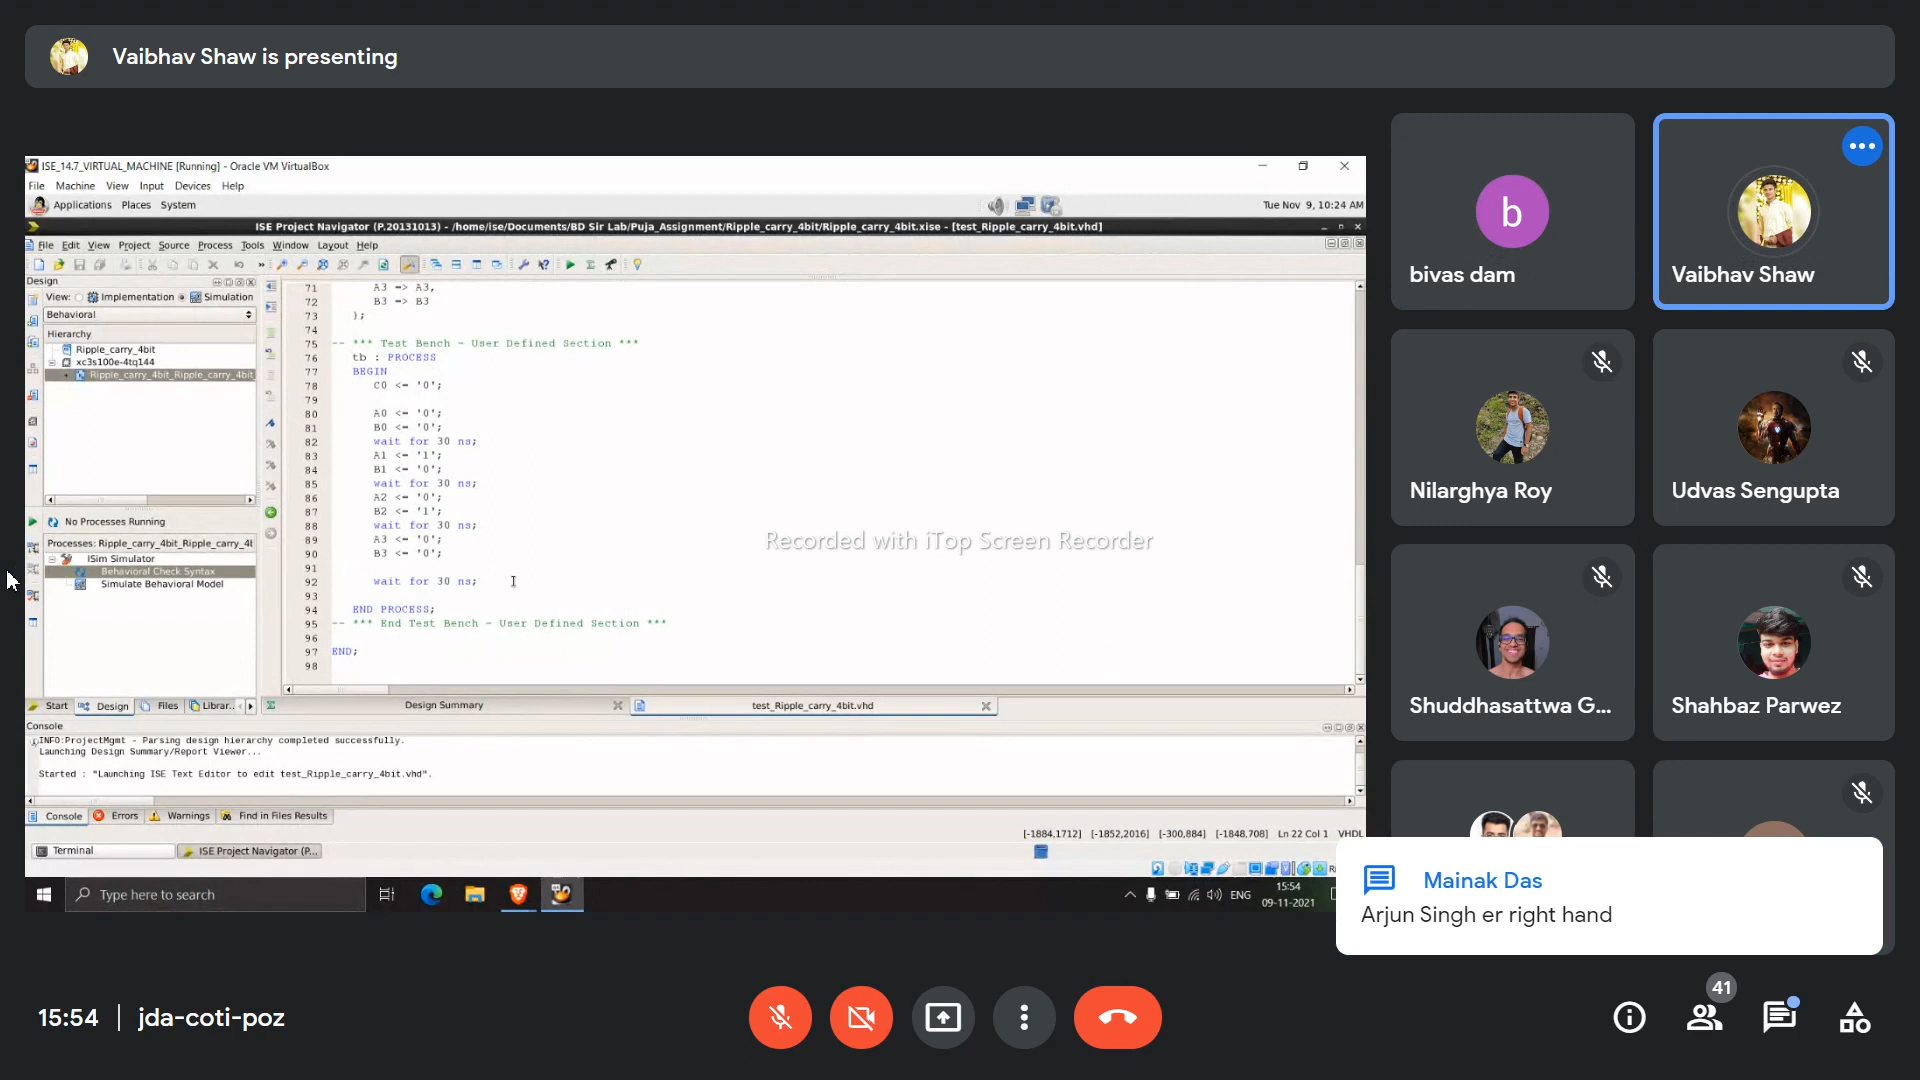 Vaibhav Shaw is presenting
ISE_14.7_VIRTUAL_MACHINE [Running] - Oracle VM VirtualBox
File Machine View Input Devices Help
Applications Places System
Tue Nov 9, 10:24 AM
ISE Project Navigator (P.20131013) - /home/ise/Documents/BD Sir Lab/Puja_Assignment/Ripple_carry_4bit/Ripple_carry_4bit.xise - [test_Ripple_carry_4bit.vhd]
File Edit View Project Source Process Tools Window Layout Help
Design
View: Implementation Simulation
Behavioral
Hierarchy
Ripple_carry_4bit
xc3s100e-4tq144
Ripple_carry_4bit_Ripple_carry_4bit
No Processes Running
Processes: Ripple_carry_4bit_Ripple_carry_4b
ISim Simulator
Behavioral Check Syntax
Simulate Behavioral Model
Start Design Files Librar..
71 A3 => A3,
72 B3 => B3
73 );
74
75 -- *** Test Bench - User Defined Section ***
76 tb : PROCESS
77 BEGIN
78 C0 <= '0';
79
80 A0 <= '0';
81 B0 <= '0';
82 wait for 30 ns;
83 A1 <= '1';
84 B1 <= '0';
85 wait for 30 ns;
86 A2 <= '0';
87 B2 <= '1';
88 wait for 30 ns;
89 A3 <= '0';
90 B3 <= '0';
91
92 wait for 30 ns;
93
94 END PROCESS;
95 -- *** End Test Bench - User Defined Section ***
96
97 END;
98
Recorded with iTop Screen Recorder
Design Summary
test_Ripple_carry_4bit.vhd
Console
INFO:ProjectMgmt - Parsing design hierarchy completed successfully.
Launching Design Summary/Report Viewer...
Started : "Launching ISE Text Editor to edit test_Ripple_carry_4bit.vhd".
Console Errors Warnings Find in Files Results
[-1884,1712] [-1852,2016] [-300,884] [-1848,708] Ln 22 Col 1 VHDL
Terminal
ISE Project Navigator (P...
Type here to search
ENG
15:54
09-11-2021
b
bivas dam
Vaibhav Shaw
Nilarghya Roy
Udvas Sengupta
Shuddhasattwa G...
Shahbaz Parwez
Mainak Das
Arjun Singh er right hand
15:54 | jda-coti-poz
41